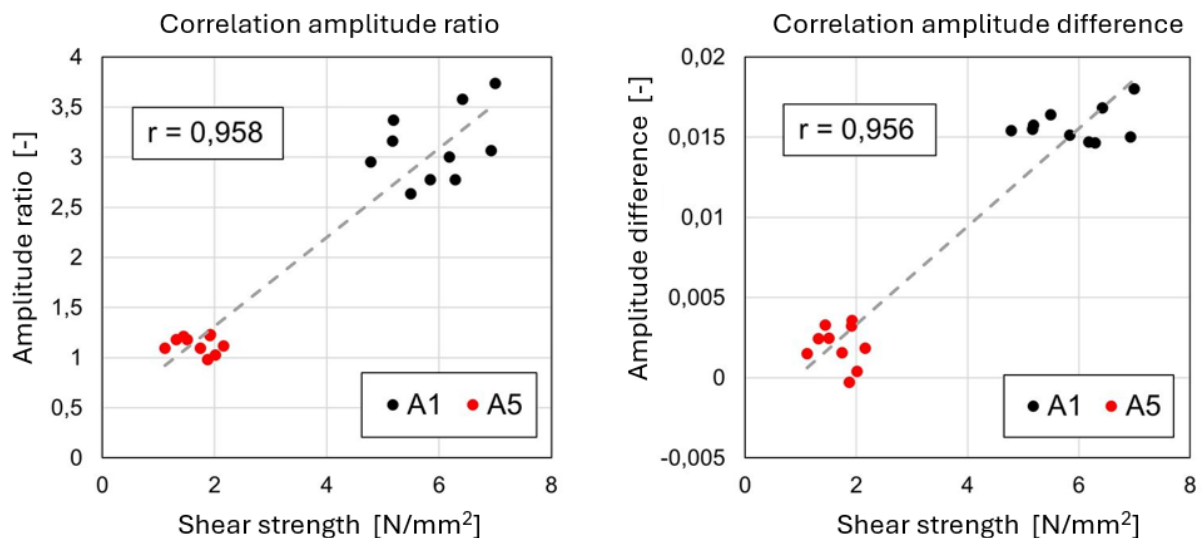 Correlation amplitude ratio
Amplitude ratio [-]
4
3,5
3
2,5
2
1,5
1
0,5
0
r = 0,958
A1 A5
0 2 4 6 8
Shear strength [N/mm²]
Correlation amplitude difference
Amplitude difference [-]
0,02
0,015
0,01
0,005
0
-0,005
r = 0,956
A1 A5
0 2 4 6 8
Shear strength [N/mm²]